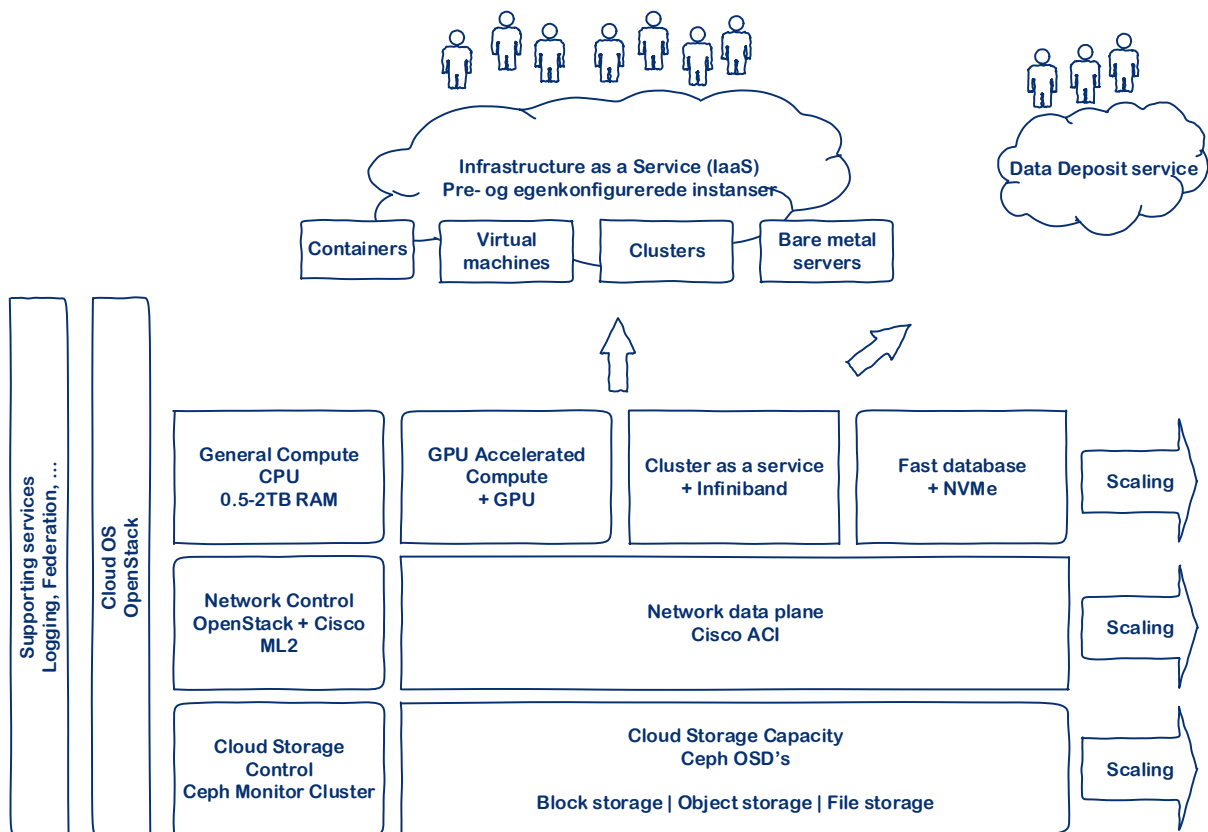 Infrastructure as a Service (IaaS)
Pre- og egenkonfigurerede instanser
Data Deposit service
Containers
Virtual
machines
Clusters
Bare metal
servers
Supporting services
Logging, Federation, ...
Cloud OS
OpenStack
General Compute
CPU
0.5-2TB RAM
GPU Accelerated
Compute
+ GPU
Cluster as a service
+ Infiniband
Fast database
+ NVMe
Scaling
Network Control
OpenStack + Cisco
ML2
Network data plane
Cisco ACI
Scaling
Cloud Storage
Control
Ceph Monitor Cluster
Cloud Storage Capacity
Ceph OSD's
Block storage | Object storage | File storage
Scaling